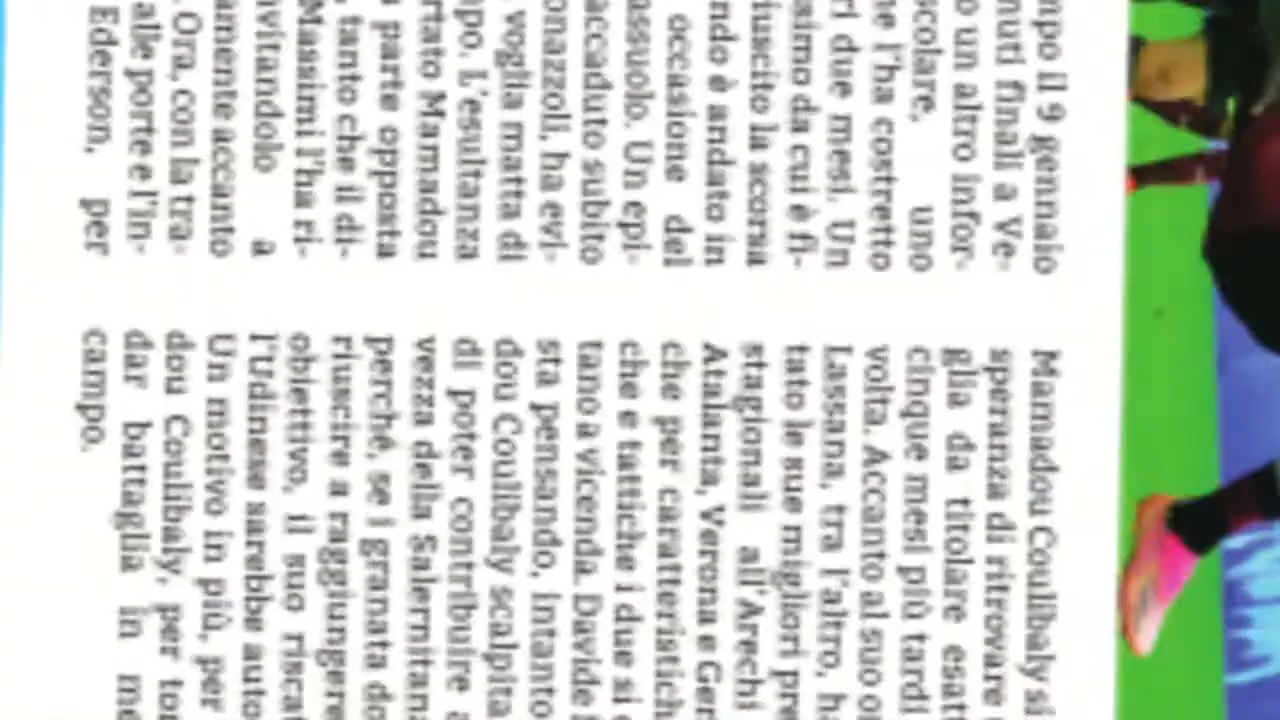 mpo il 9 gennaio
nuti finali a Ve-
o un altro infor-
scolare, uno
ne l'ha costretto
ri due mesi. Un
simo da cui è fi-
iuscito la scorsa
ndo è andato in
occasione del
assuolo. Un epi-
accaduto subito
onazzoli, ha evi-
voglia matta di
po. L'esultanza
rtato Mamadou
parte opposta
, tanto che il di-
Massimi l'ha ri-
nvitandolo a
amente accanto
. Ora, con la tra-
alle porte e l'in-
Ederson, per
Mamadou Coulibaly si
speranza di ritrovare
glia da titolare esatt
cinque mesi più tardi
volta. Accanto al suo o
Lassana, tra l'altro, ha
tato le sue migliori pre
stagionali all'Arechi
Atalanta, Verona e Gen
che per caratteristich
che e tattiche i due si
tano a vicenda. Davide
sta pensando, intanto
dou Coulibaly scalpita
di poter contribuire a
vezza della Salernitana
perché, se i granata do
riuscire a raggiungere
obiettivo, il suo riscat
l'Udinese sarebbe auto
Un motivo in più, per
dou Coulibaly, per tor
dar battaglia in me
campo.